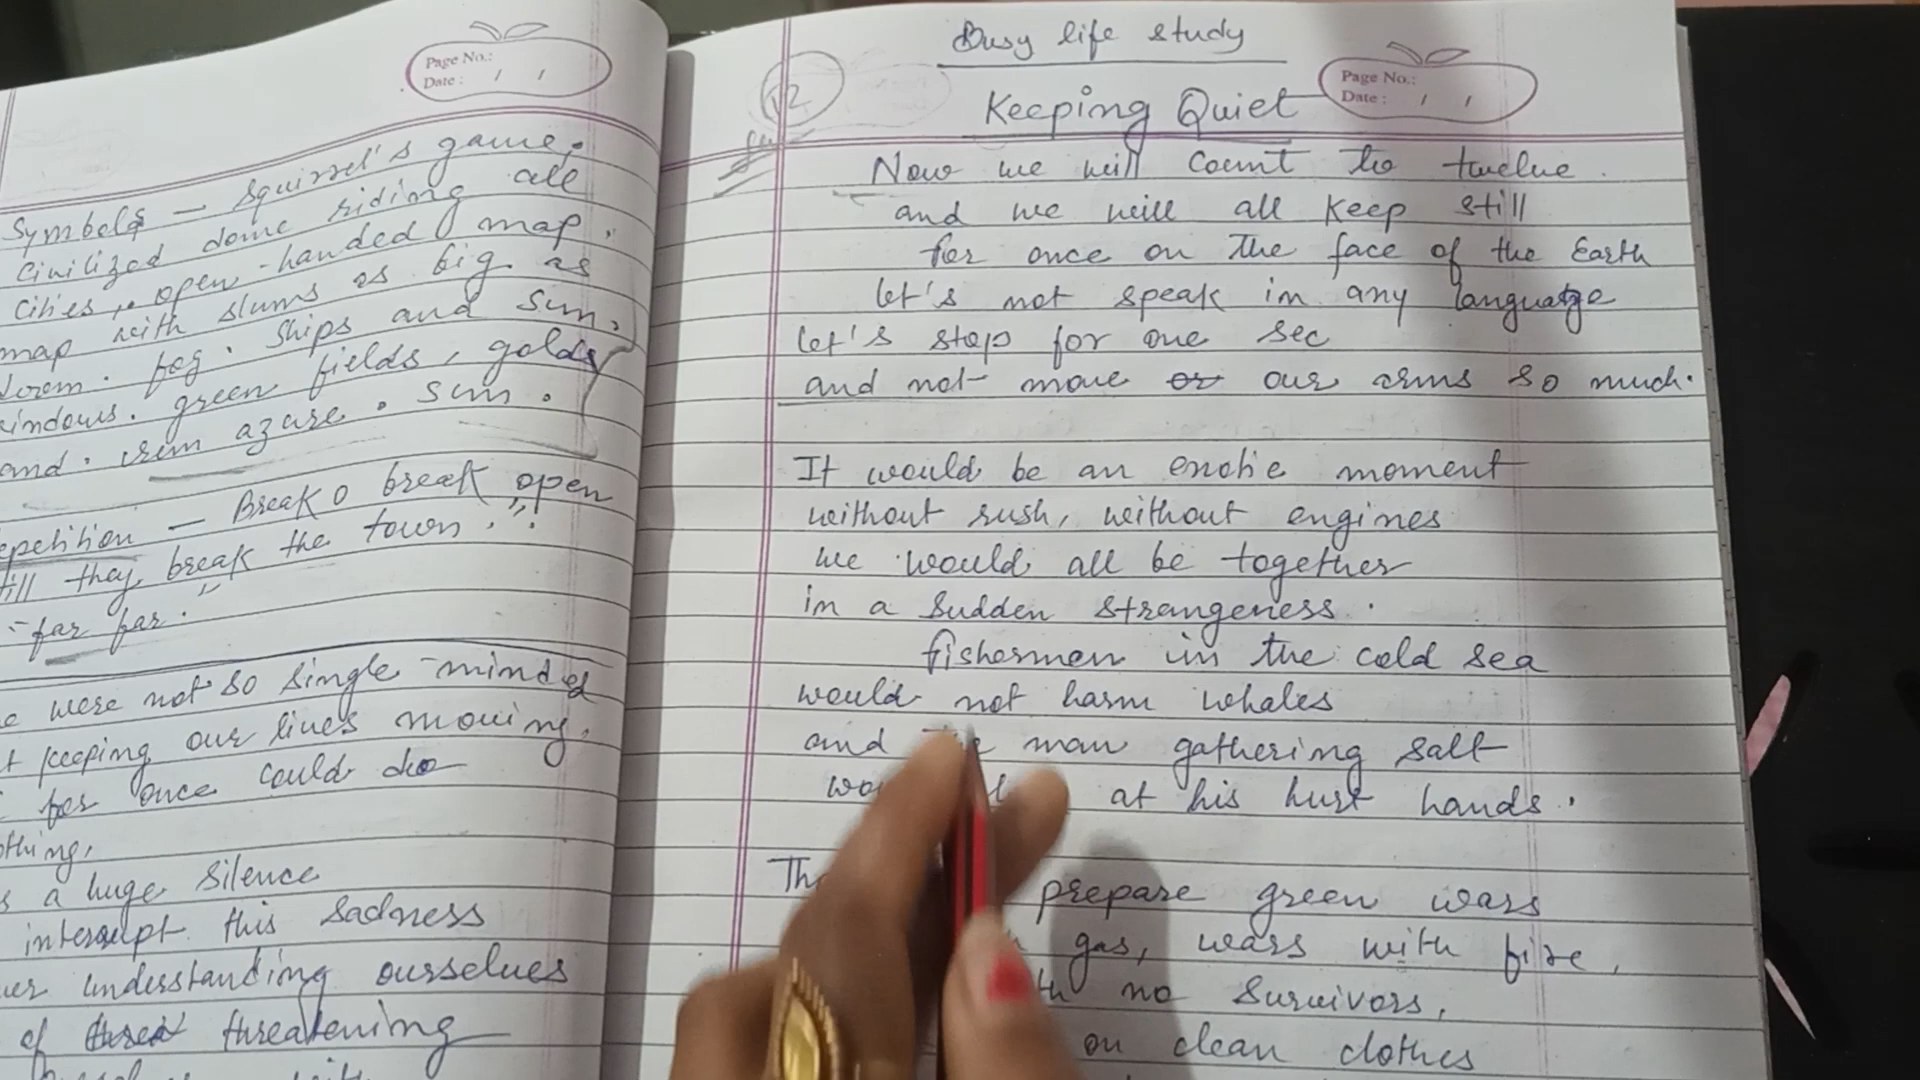 Page No.:
Date : / /
Symbols — Squirrel's game.
Civilized dome riding all
Cities, open-handed map,
map with slums as big as
fog. Ships and sun.
green fields, golds
and. azure. sun.
— Break o break open
till they break the town.",
far far.
were not so single-minded
keeping our lives moving,
for once could do
a huge Silence
interrupt this sadness
understanding ourselves
of threatening
Busy life study
12
Page No.:
Date : / /
Keeping Quiet
Now we will Count to twelve.
and we will all keep still
for once on the face of the Earth
let's not speak in any language
let's stop for one sec
and not move or our arms so much.
It would be an exotic moment
without rush, without engines
we would all be together
in a Sudden strangeness.
fishermen in the cold sea
would not harm whales
and man gathering salt
at his hurt hands.
prepare green wars
gas, wars with fire,
no survivors,
on clean clothes